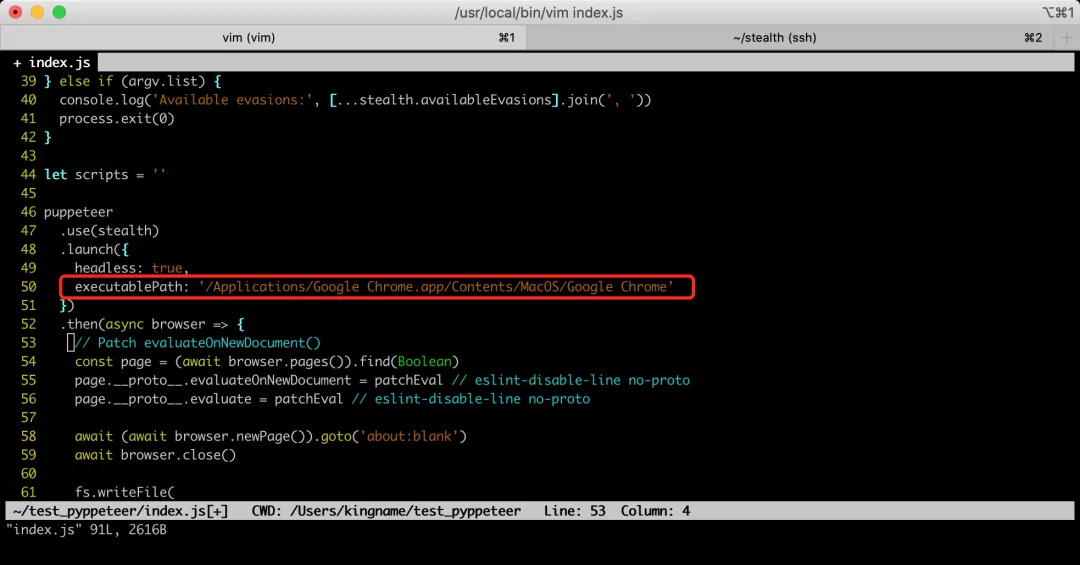 /usr/local/bin/vim index.js
⌥⌘1
vim (vim) ⌘1 ~/stealth (ssh) ⌘2 +
+ index.js
39 } else if (argv.list) {
40   console.log('Available evasions:', [...stealth.availableEvasions].join(', '))
41   process.exit(0)
42 }
43
44 let scripts = ''
45
46 puppeteer
47   .use(stealth)
48   .launch({
49     headless: true,
50     executablePath: '/Applications/Google Chrome.app/Contents/MacOS/Google Chrome'
51   })
52   .then(async browser => {
53     // Patch evaluateOnNewDocument()
54     const page = (await browser.pages()).find(Boolean)
55     page.__proto__.evaluateOnNewDocument = patchEval // eslint-disable-line no-proto
56     page.__proto__.evaluate = patchEval // eslint-disable-line no-proto
57
58     await (await browser.newPage()).goto('about:blank')
59     await browser.close()
60
61     fs.writeFile(
~/test_pyppeteer/index.js[+]   CWD: /Users/kingname/test_pyppeteer   Line: 53  Column: 4
"index.js" 91L, 2616B